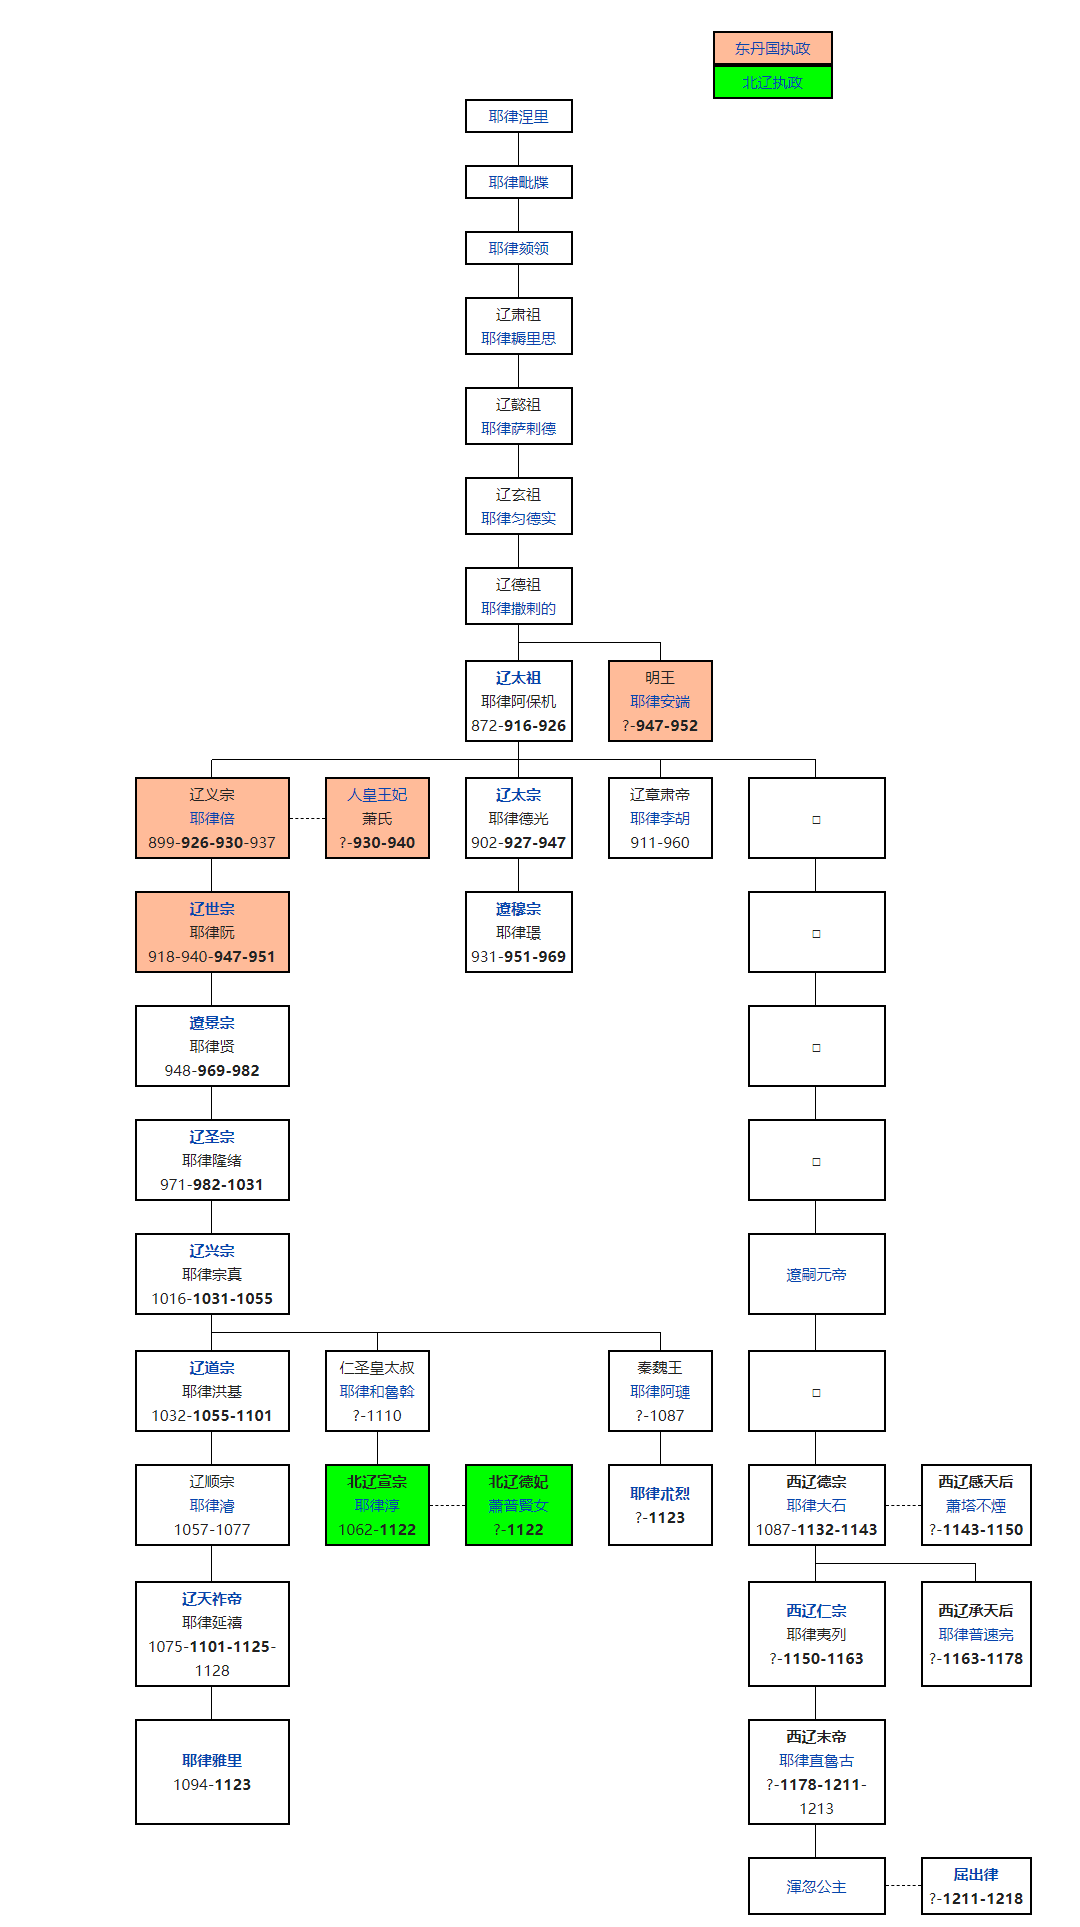 东丹国执政
北辽执政
耶律涅里
耶律毗牒
耶律颏领
辽肃祖
耶律耨里思
辽懿祖
耶律萨剌德
辽玄祖
耶律匀德实
辽德祖
耶律撒剌的
辽太祖
耶律阿保机
872-916-926
明王
耶律安端
?-947-952
辽义宗
耶律倍
899-926-930-937
人皇王妃
萧氏
?-930-940
辽太宗
耶律德光
902-927-947
辽章肃帝
耶律李胡
911-960
□
辽世宗
耶律阮
918-940-947-951
遼穆宗
耶律璟
931-951-969
□
遼景宗
耶律贤
948-969-982
□
辽圣宗
耶律隆绪
971-982-1031
□
辽兴宗
耶律宗真
1016-1031-1055
遼嗣元帝
辽道宗
耶律洪基
1032-1055-1101
仁圣皇太叔
耶律和鲁斡
?-1110
秦魏王
耶律阿璉
?-1087
□
辽顺宗
耶律濬
1057-1077
北辽宣宗
耶律淳
1062-1122
北辽德妃
蕭普賢女
?-1122
耶律朮烈
?-1123
西辽德宗
耶律大石
1087-1132-1143
西辽感天后
蕭塔不煙
?-1143-1150
辽天祚帝
耶律延禧
1075-1101-1125-
1128
西辽仁宗
耶律夷列
?-1150-1163
西辽承天后
耶律普速完
?-1163-1178
耶律雅里
1094-1123
西辽末帝
耶律直鲁古
?-1178-1211-
1213
渾忽公主
屈出律
?-1211-1218